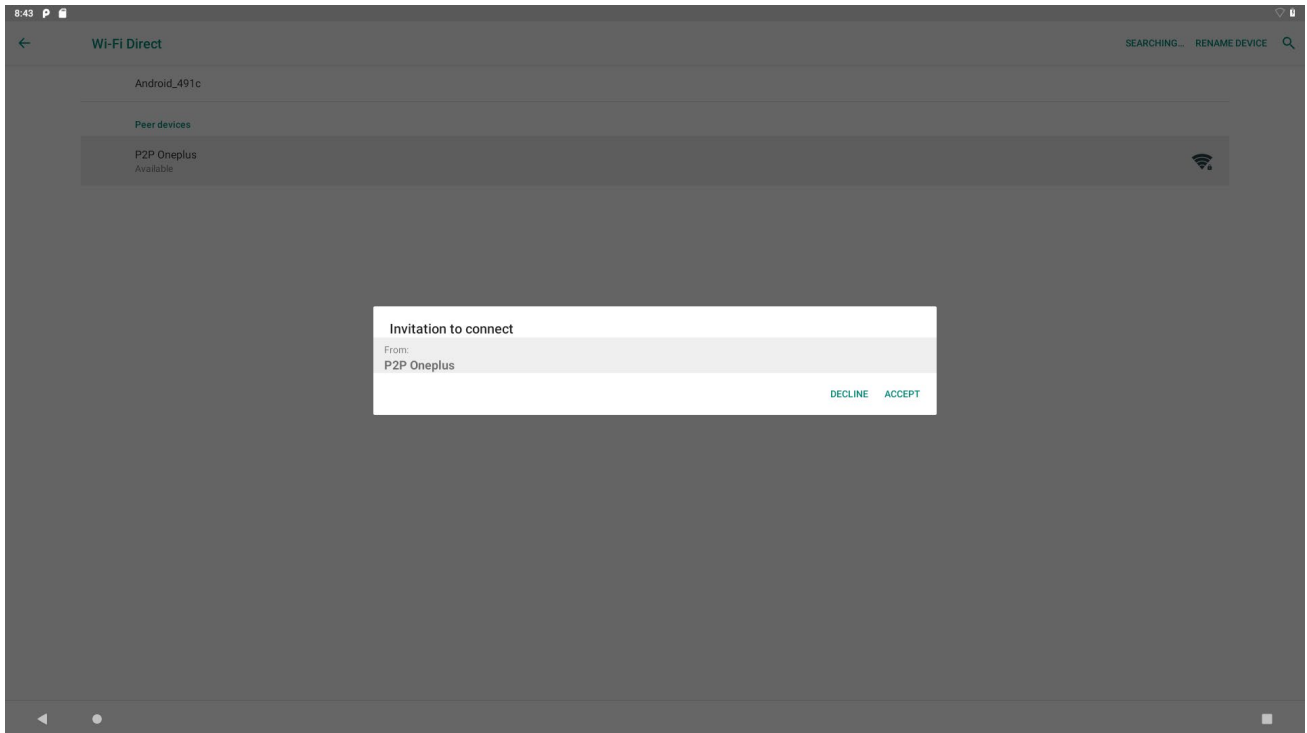 8:43
Wi-Fi Direct
SEARCHING... RENAME DEVICE
Android_491c
Peer devices
P2P Oneplus
Available
Invitation to connect
From:
P2P Oneplus
DECLINE ACCEPT